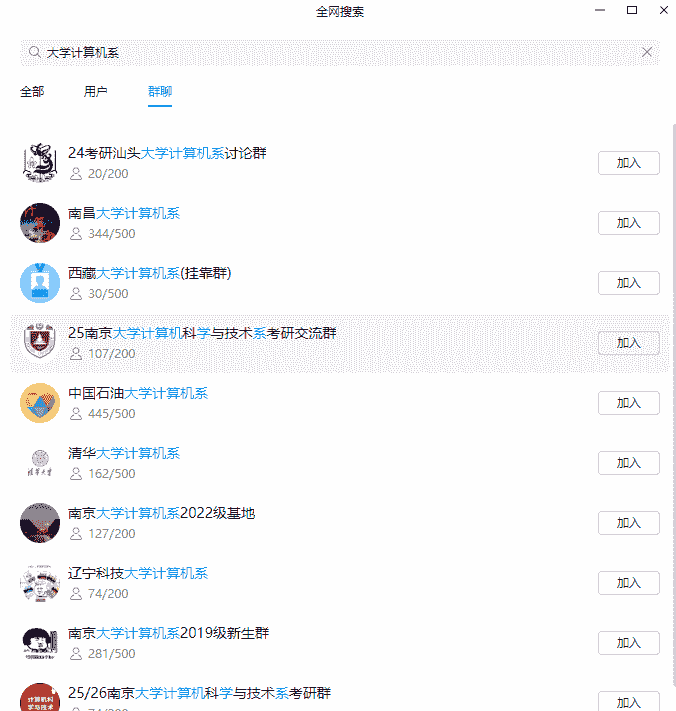 全网搜索
大学计算机系
全部 用户 群聊
24考研汕头大学计算机系讨论群
20/200
加入
南昌大学计算机系
344/500
加入
西藏大学计算机系(挂靠群)
30/500
加入
25南京大学计算机科学与技术系考研交流群
107/200
加入
中国石油大学计算机系
445/500
加入
清华大学计算机系
162/500
加入
南京大学计算机系2022级基地
127/200
加入
辽宁科技大学计算机系
74/200
加入
南京大学计算机系2019级新生群
281/500
加入
25/26南京大学计算机科学与技术系考研群
加入